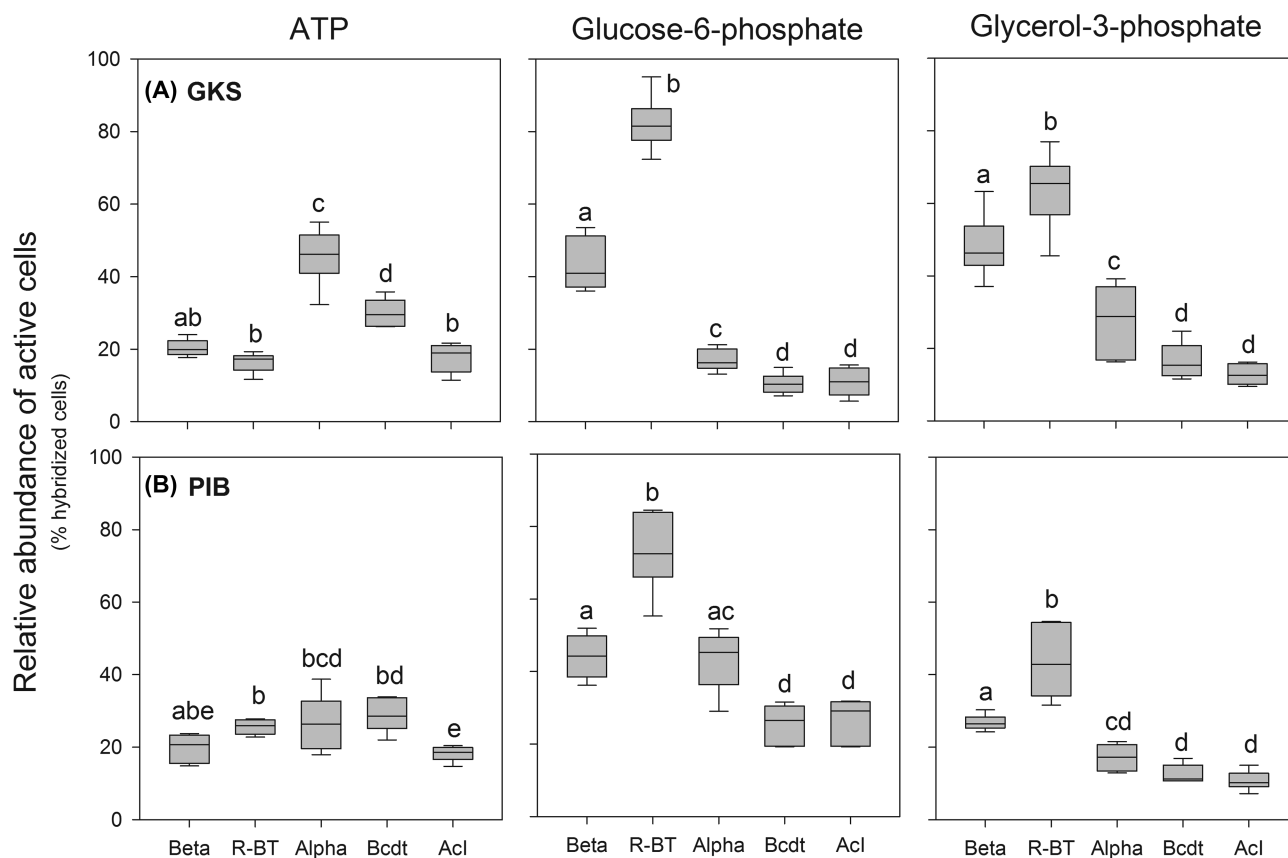 ATP
Glucose-6-phosphate
Glycerol-3-phosphate
Relative abundance of active cells
(% hybridized cells)
(A) GKS
100
80
60
40
20
0
ab
b
c
d
b
a
b
c
d
d
a
b
c
d
d
(B) PIB
100
80
60
40
20
0
abe
b
bcd
bd
e
a
b
ac
d
d
a
b
cd
d
d
Beta R-BT Alpha Bcdt AcI
Beta R-BT Alpha Bcdt AcI
Beta R-BT Alpha Bcdt AcI